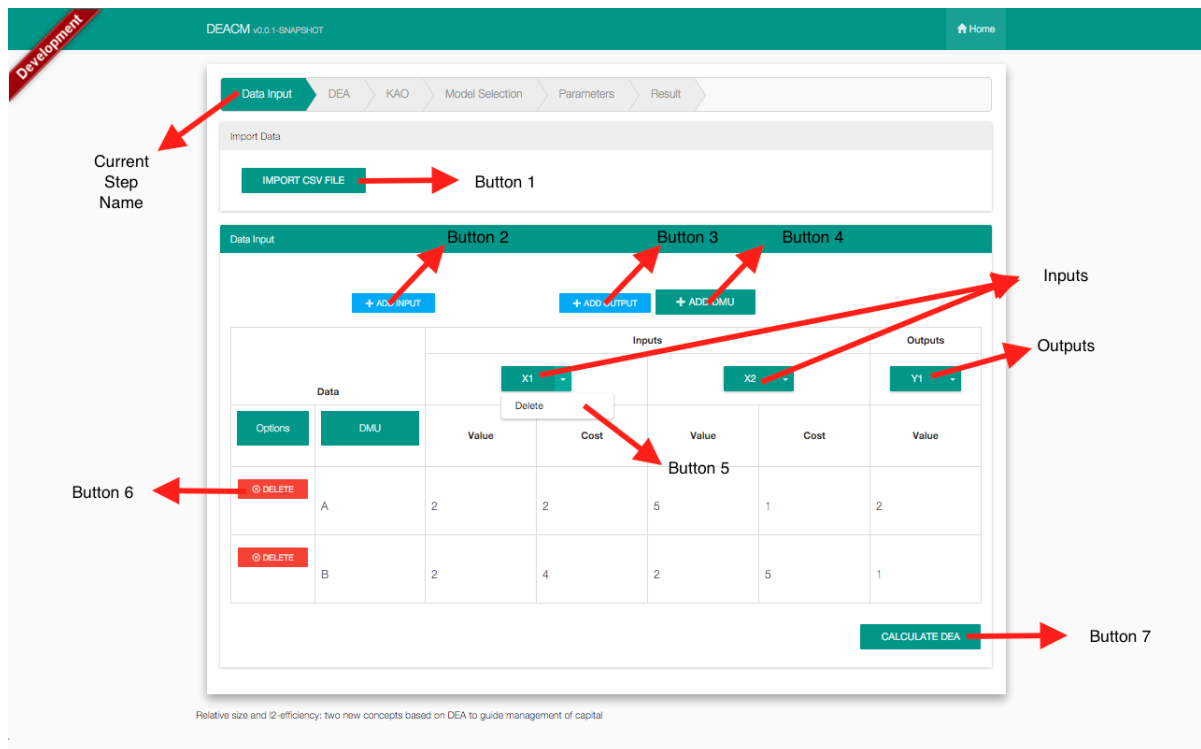 Development
DEACM v0.0.1-SNAPSHOT
Home
Data Input
DEA
KAO
Model Selection
Parameters
Result
Import Data
Current
Step
Name
IMPORT CSV FILE
Button 1
Data Input
Button 2
Button 3
Button 4
+ ADD INPUT
+ ADD OUTPUT
+ ADD DMU
Inputs
Outputs
Data
Inputs
Outputs
X1
X2
Y1
Delete
Button 5
Options
DMU
Value
Cost
Value
Cost
Value
Button 6
DELETE
A
2
2
5
1
2
DELETE
B
2
4
2
5
1
CALCULATE DEA
Button 7
Relative size and I2-efficiency: two new concepts based on DEA to guide management of capital